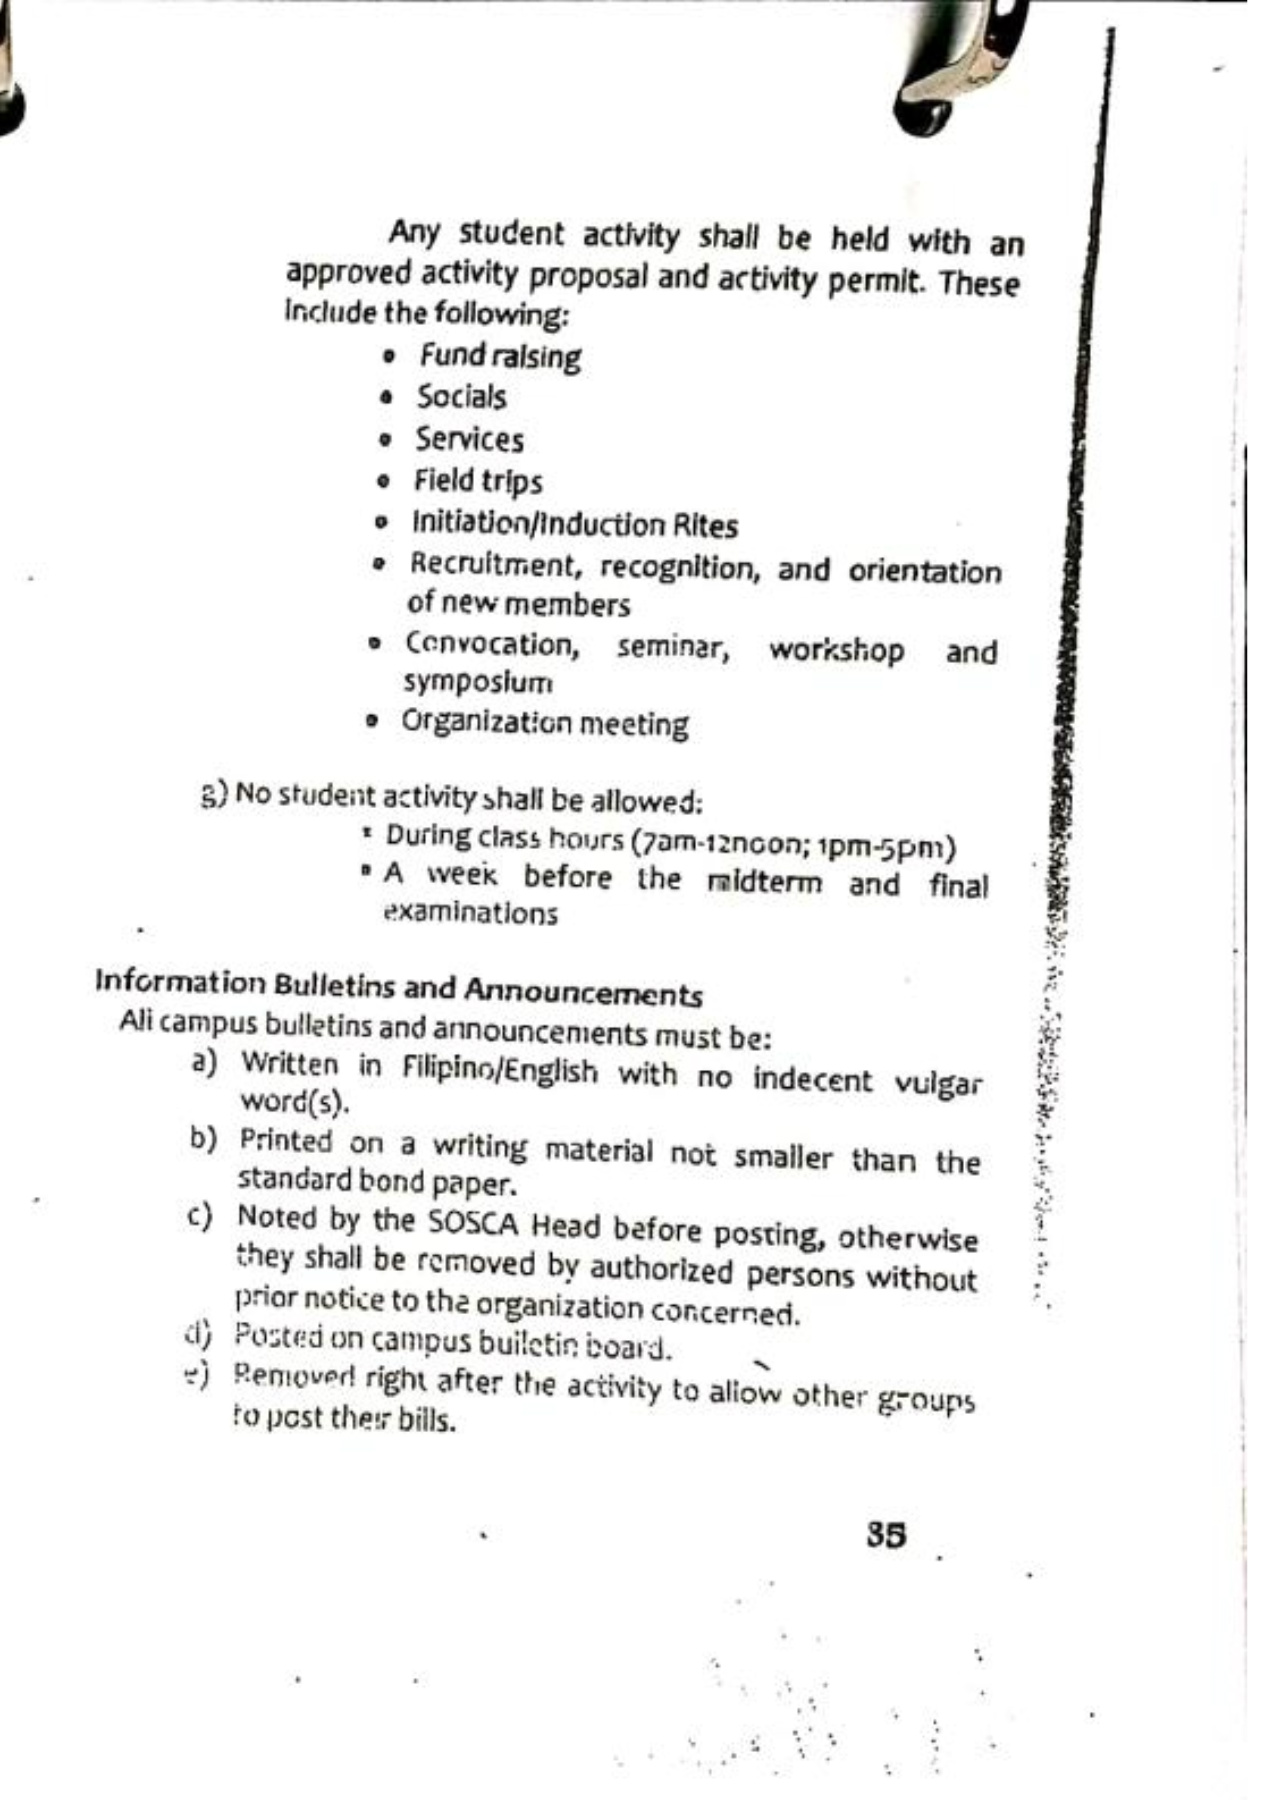 Any student activity shall be held with an
approved activity proposal and activity permit. These
include the following:
• Fund raising
• Socials
• Services
• Field trips
• Initiation/Induction Rites
• Recruitment, recognition, and orientation
of new members
• Convocation, seminar, workshop and
symposium
• Organization meeting
g) No student activity shall be allowed:
▪ During class hours (7am-12noon; 1pm-5pm)
▪ A week before the midterm and final
examinations
Information Bulletins and Announcements
All campus bulletins and announcements must be:
a) Written in Filipino/English with no indecent vulgar
word(s).
b) Printed on a writing material not smaller than the
standard bond paper.
c) Noted by the SOSCA Head before posting, otherwise
they shall be removed by authorized persons without
prior notice to the organization concerned.
d) Posted on campus bulletin board.
e) Removed right after the activity to allow other groups
to post their bills.
35